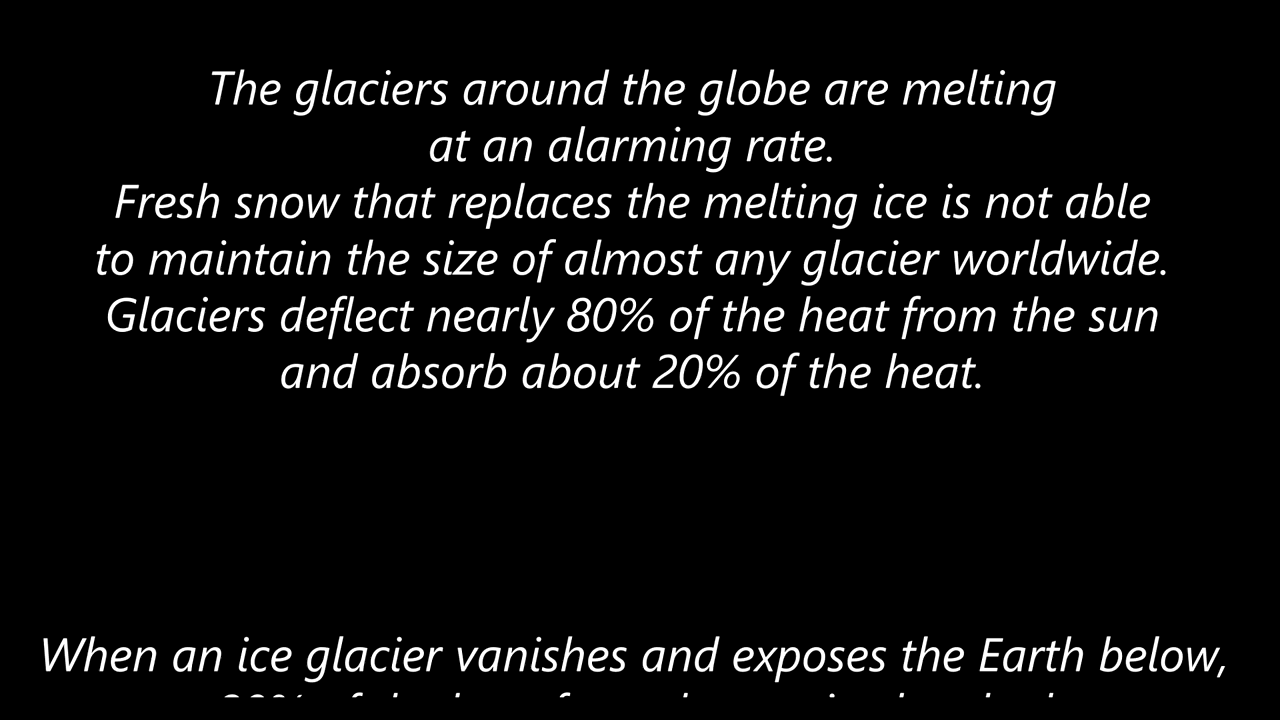 The glaciers around the globe are melting
at an alarming rate.
Fresh snow that replaces the melting ice is not able
to maintain the size of almost any glacier worldwide.
Glaciers deflect nearly 80% of the heat from the sun
and absorb about 20% of the heat.
When an ice glacier vanishes and exposes the Earth below,